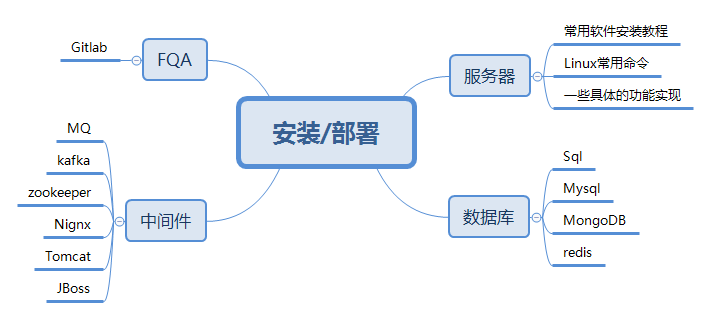 安装/部署
FQA
Gitlab
中间件
MQ
kafka
zookeeper
Nignx
Tomcat
JBoss
服务器
常用软件安装教程
Linux常用命令
一些具体的功能实现
数据库
Sql
Mysql
MongoDB
redis